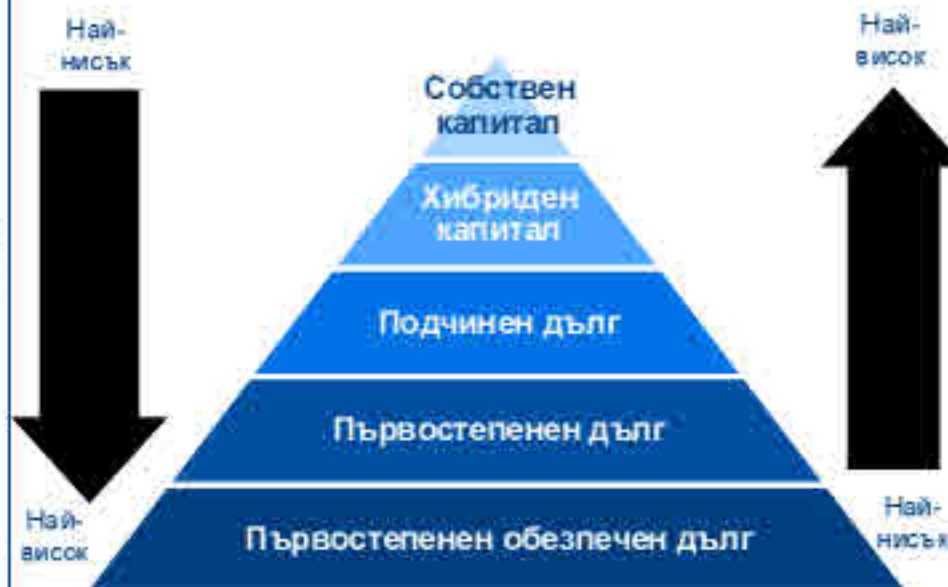 Най-
нисък
Най-
висок
Собствен
капитал
Хибриден
капитал
Подчинен дълг
Първостепенен дълг
Първостепенен обезпечен дълг
Най-
висок
Най-
нисък